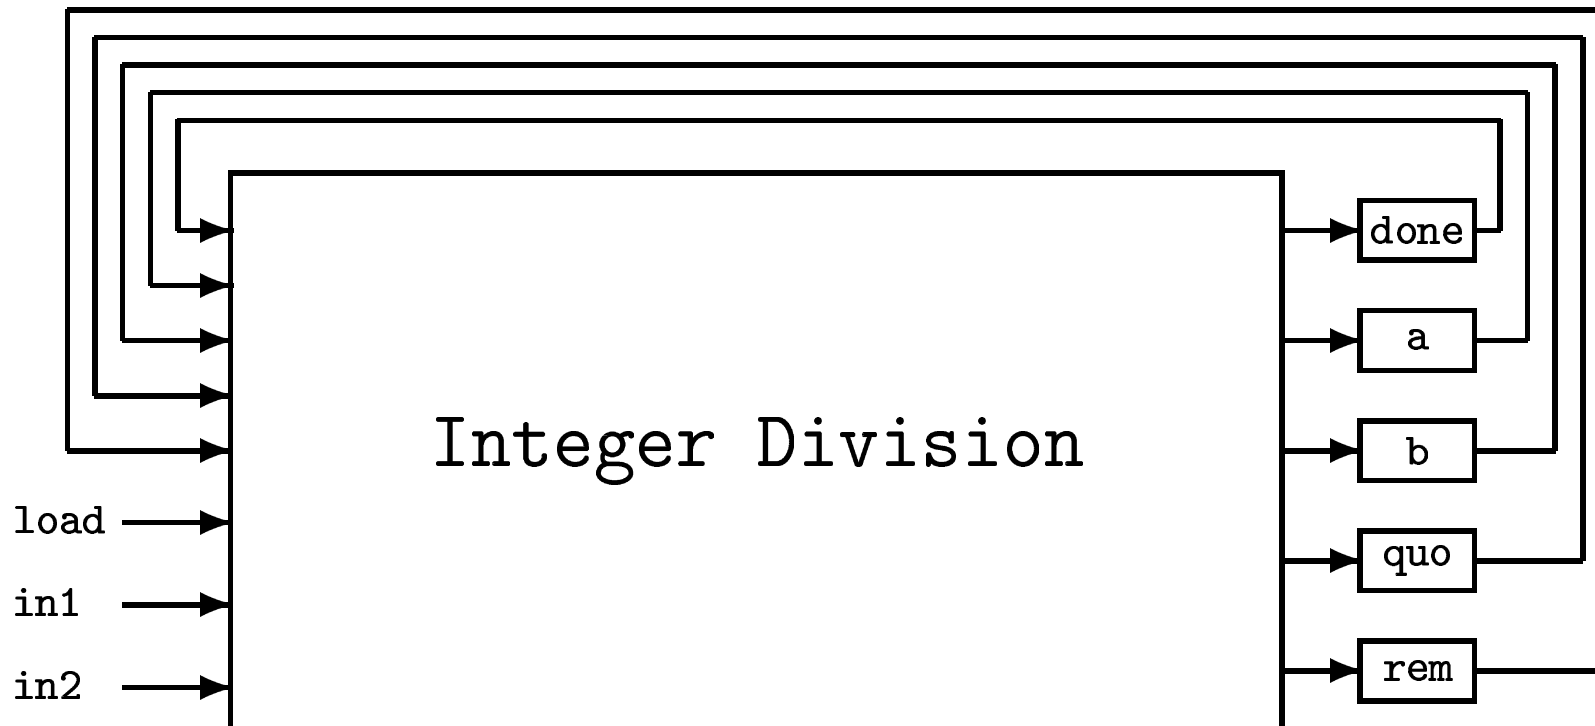 done
a
b
Integer Division
load
quo
in1
rem
in2